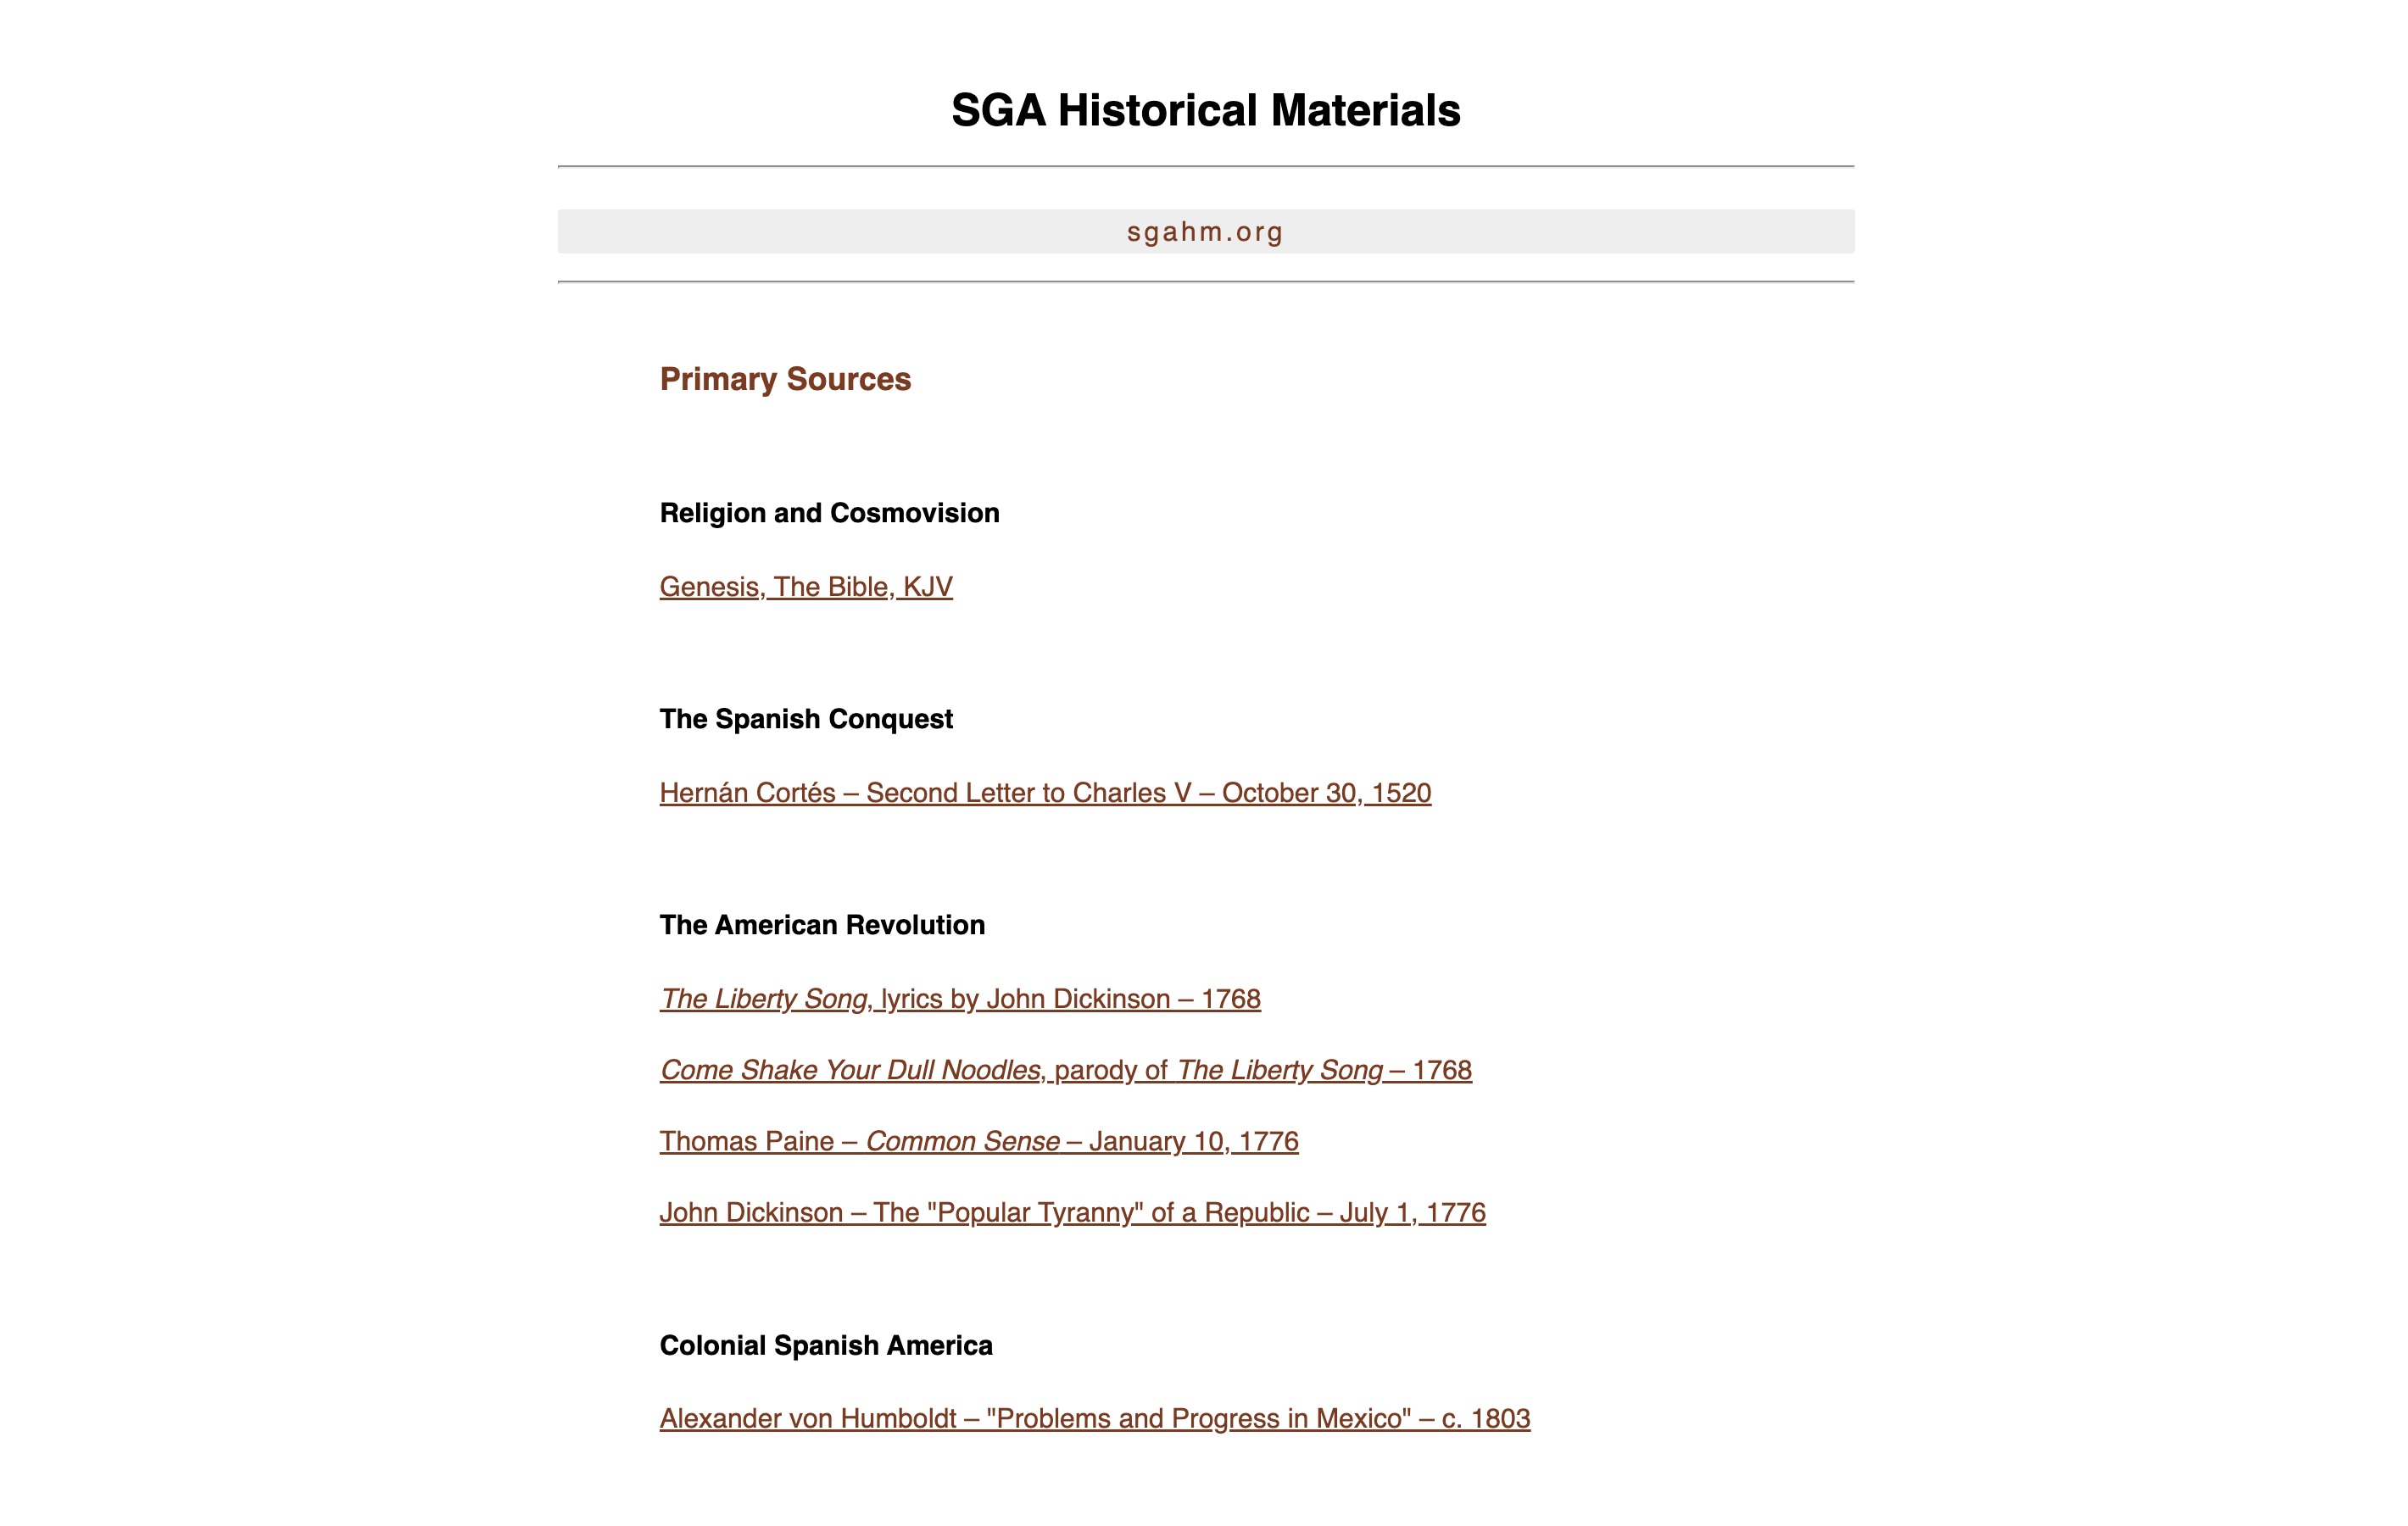 SGA Historical Materials
sgahm.org
Primary Sources
Religion and Cosmovision
Genesis, The Bible, KJV
The Spanish Conquest
Hernán Cortés – Second Letter to Charles V – October 30, 1520
The American Revolution
The Liberty Song, lyrics by John Dickinson – 1768
Come Shake Your Dull Noodles, parody of The Liberty Song – 1768
Thomas Paine – Common Sense – January 10, 1776
John Dickinson – The "Popular Tyranny" of a Republic – July 1, 1776
Colonial Spanish America
Alexander von Humboldt – "Problems and Progress in Mexico" – c. 1803